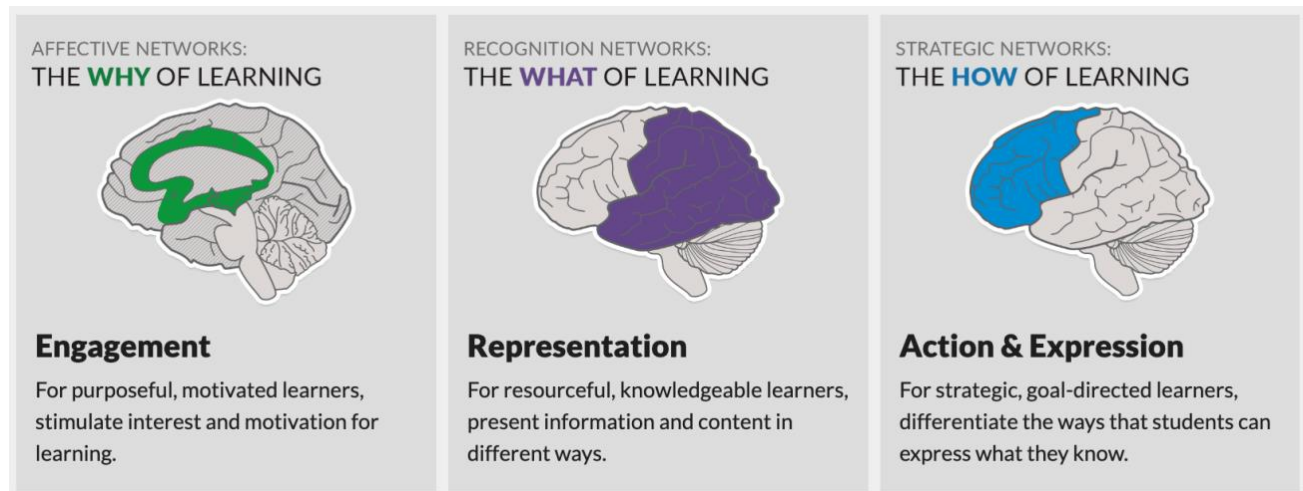 AFFECTIVE NETWORKS:
THE WHY OF LEARNING
Engagement
For purposeful, motivated learners,
stimulate interest and motivation for
learning.
RECOGNITION NETWORKS:
THE WHAT OF LEARNING
Representation
For resourceful, knowledgeable learners,
present information and content in
different ways.
STRATEGIC NETWORKS:
THE HOW OF LEARNING
Action & Expression
For strategic, goal-directed learners,
differentiate the ways that students can
express what they know.